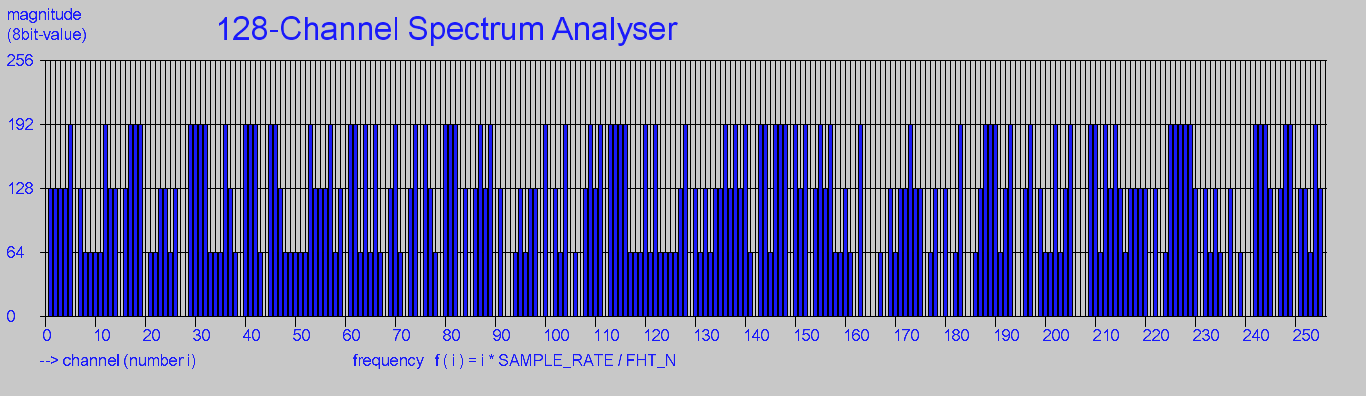 magnitude
(8bit-value)
128-Channel Spectrum Analyser
256
192
128
64
0
0 10 20 30 40 50 60 70 80 90 100 110 120 130 140 150 160 170 180 190 200 210 220 230 240 250
--> channel (number i)
frequency f ( i ) = i * SAMPLE_RATE / FHT_N